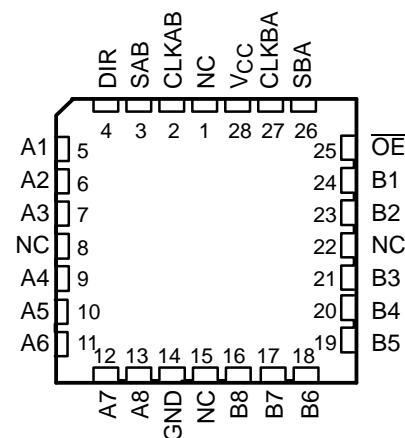 DIR SAB CLKAB NC VCC CLKBA SBA
4 3 2 1 28 27 26
A1 5 25 OE
A2 6 24 B1
A3 7 23 B2
NC 8 22 NC
A4 9 21 B3
A5 10 20 B4
A6 11 19 B5
12 13 14 15 16 17 18
A7 A8 GND NC B8 B7 B6